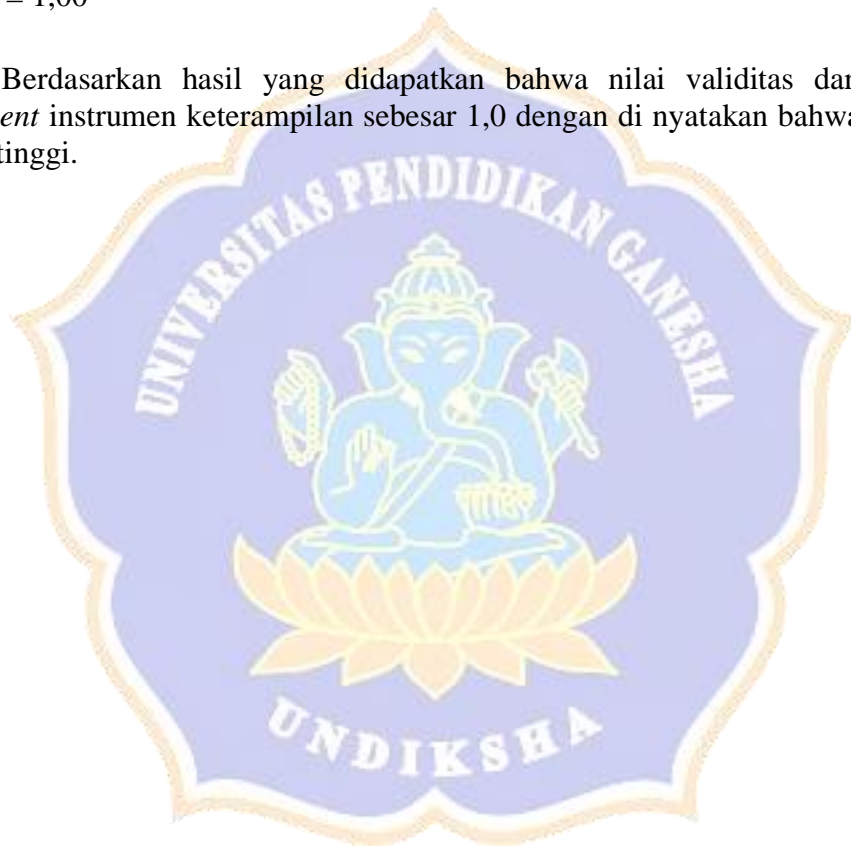 = 1,00
Berdasarkan hasil yang didapatkan bahwa nilai validitas dar
ent instrumen keterampilan sebesar 1,0 dengan di nyatakan bahwa
tinggi.
UNIVERSITAS PENDIDIKAN GANESHA
UNDIKSHA